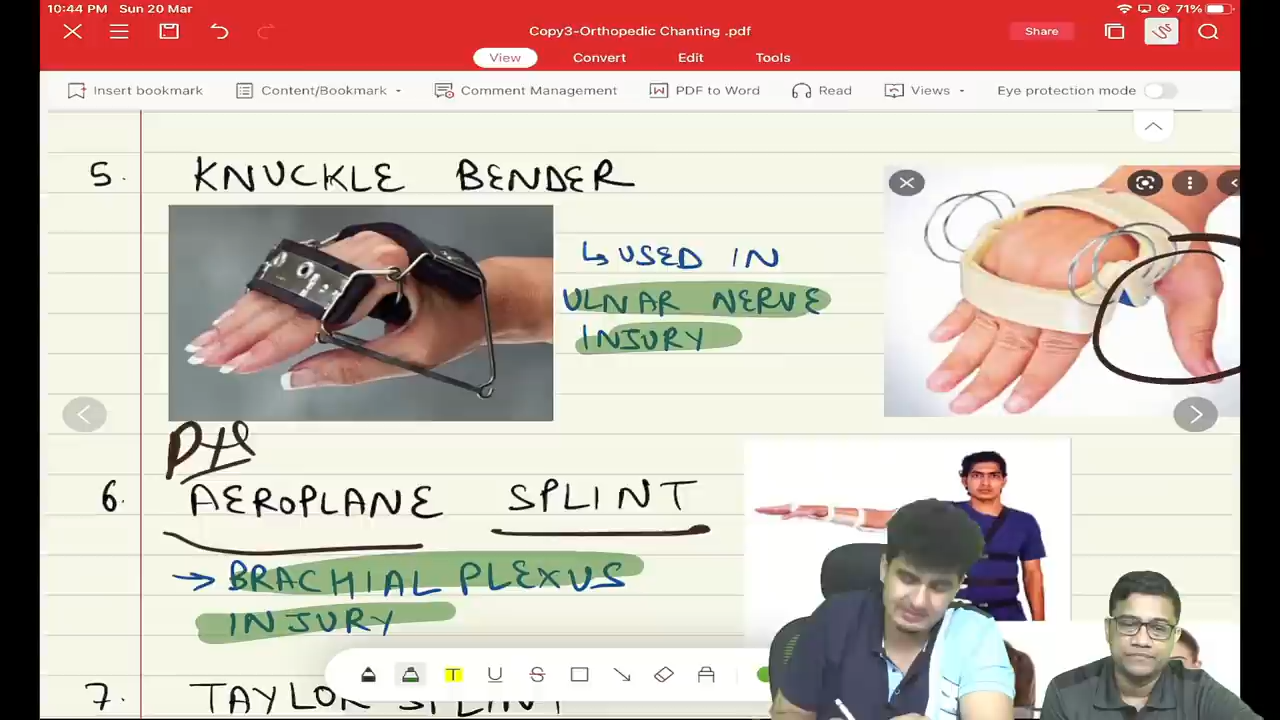 10:44 PM Sun 20 Mar
71%
Copy3-Orthopedic Chanting .pdf
Share
View Convert Edit Tools
Insert bookmark Content/Bookmark Comment Management PDF to Word Read Views Eye protection mode
5. KNUCKLE BENDER
↳ USED IN
ULNAR NERVE
INJURY
PYQ
6. AEROPLANE SPLINT
→ BRACHIAL PLEXUS
INJURY
7. TAYLOR SPLINT